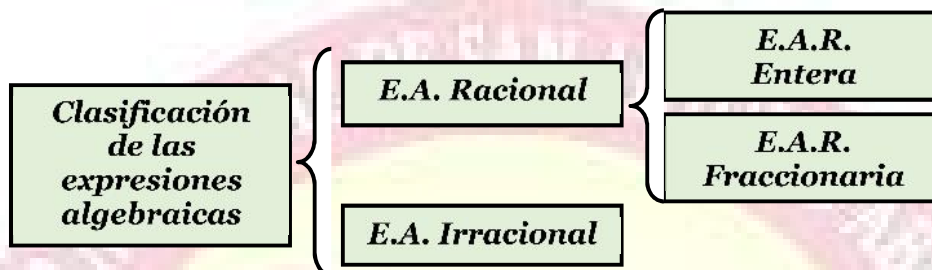 Clasificación
de las
expresiones
algebraicas
E.A. Racional
E.A.R.
Entera
E.A.R.
Fraccionaria
E.A. Irracional